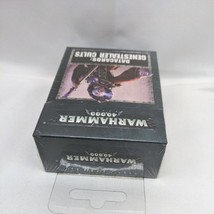 DATACARDS:
GENESTEALER CULTS
WARHAMMER
40,000
WARHAMMER
40,000